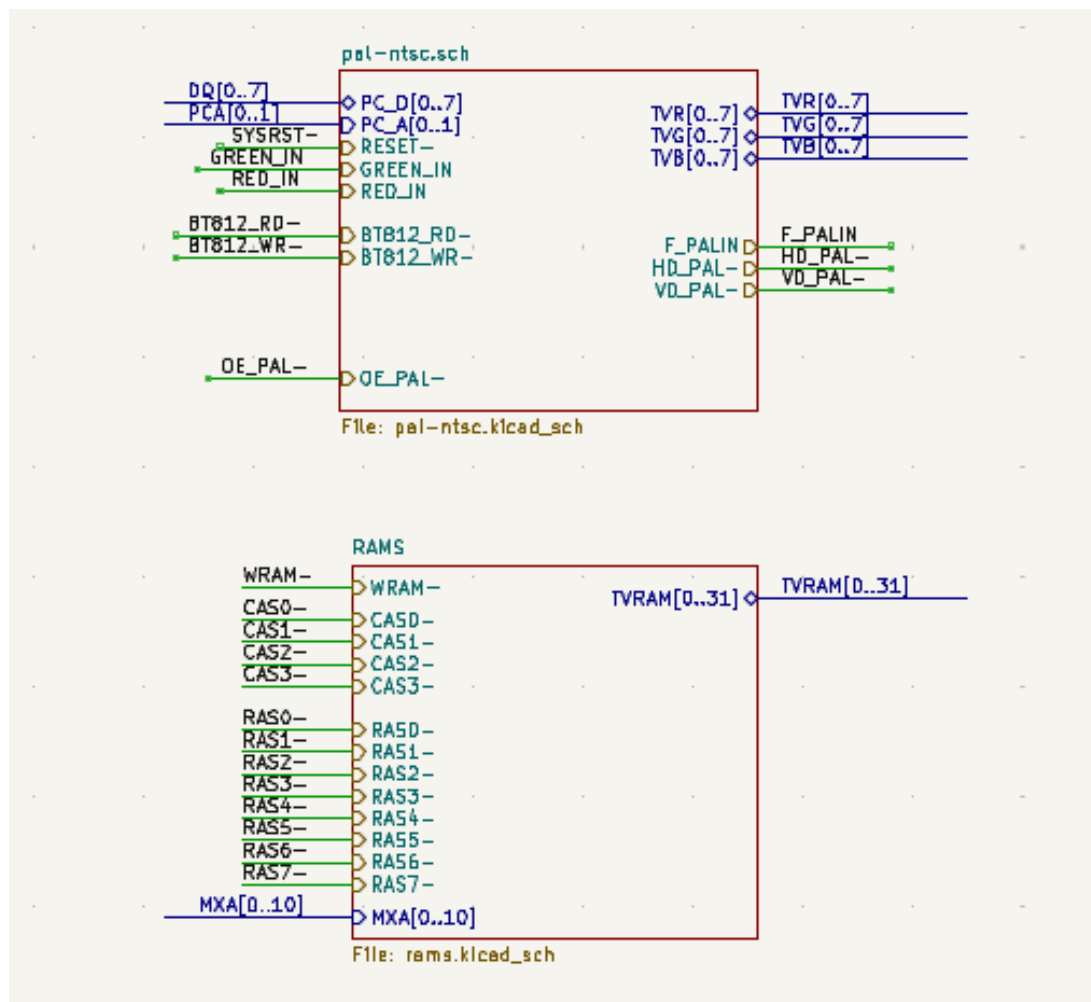 pal-ntsc.sch
DQ[0..7]
PCA[0..1]
SYSRST-
GREEN_IN
RED_IN
BT812_RD-
BT812_WR-
OE_PAL-
PC_D[0..7]
PC_A[0..1]
RESET-
GREEN_IN
RED_IN
BT812_RD-
BT812_WR-
OE_PAL-
TVR[0..7]
TVG[0..7]
TVB[0..7]
F_PALIN
HD_PAL-
VD_PAL-
TVR[0..7]
TVG[0..7]
TVB[0..7]
F_PALIN
HD_PAL-
VD_PAL-
File: pal-ntsc.kicad_sch
RAMS
WRAM-
CAS0-
CAS1-
CAS2-
CAS3-
RAS0-
RAS1-
RAS2-
RAS3-
RAS4-
RAS5-
RAS6-
RAS7-
MXA[0..10]
WRAM-
CAS0-
CAS1-
CAS2-
CAS3-
RAS0-
RAS1-
RAS2-
RAS3-
RAS4-
RAS5-
RAS6-
RAS7-
MXA[0..10]
TVRAM[0..31]
TVRAM[0..31]
File: rams.kicad_sch